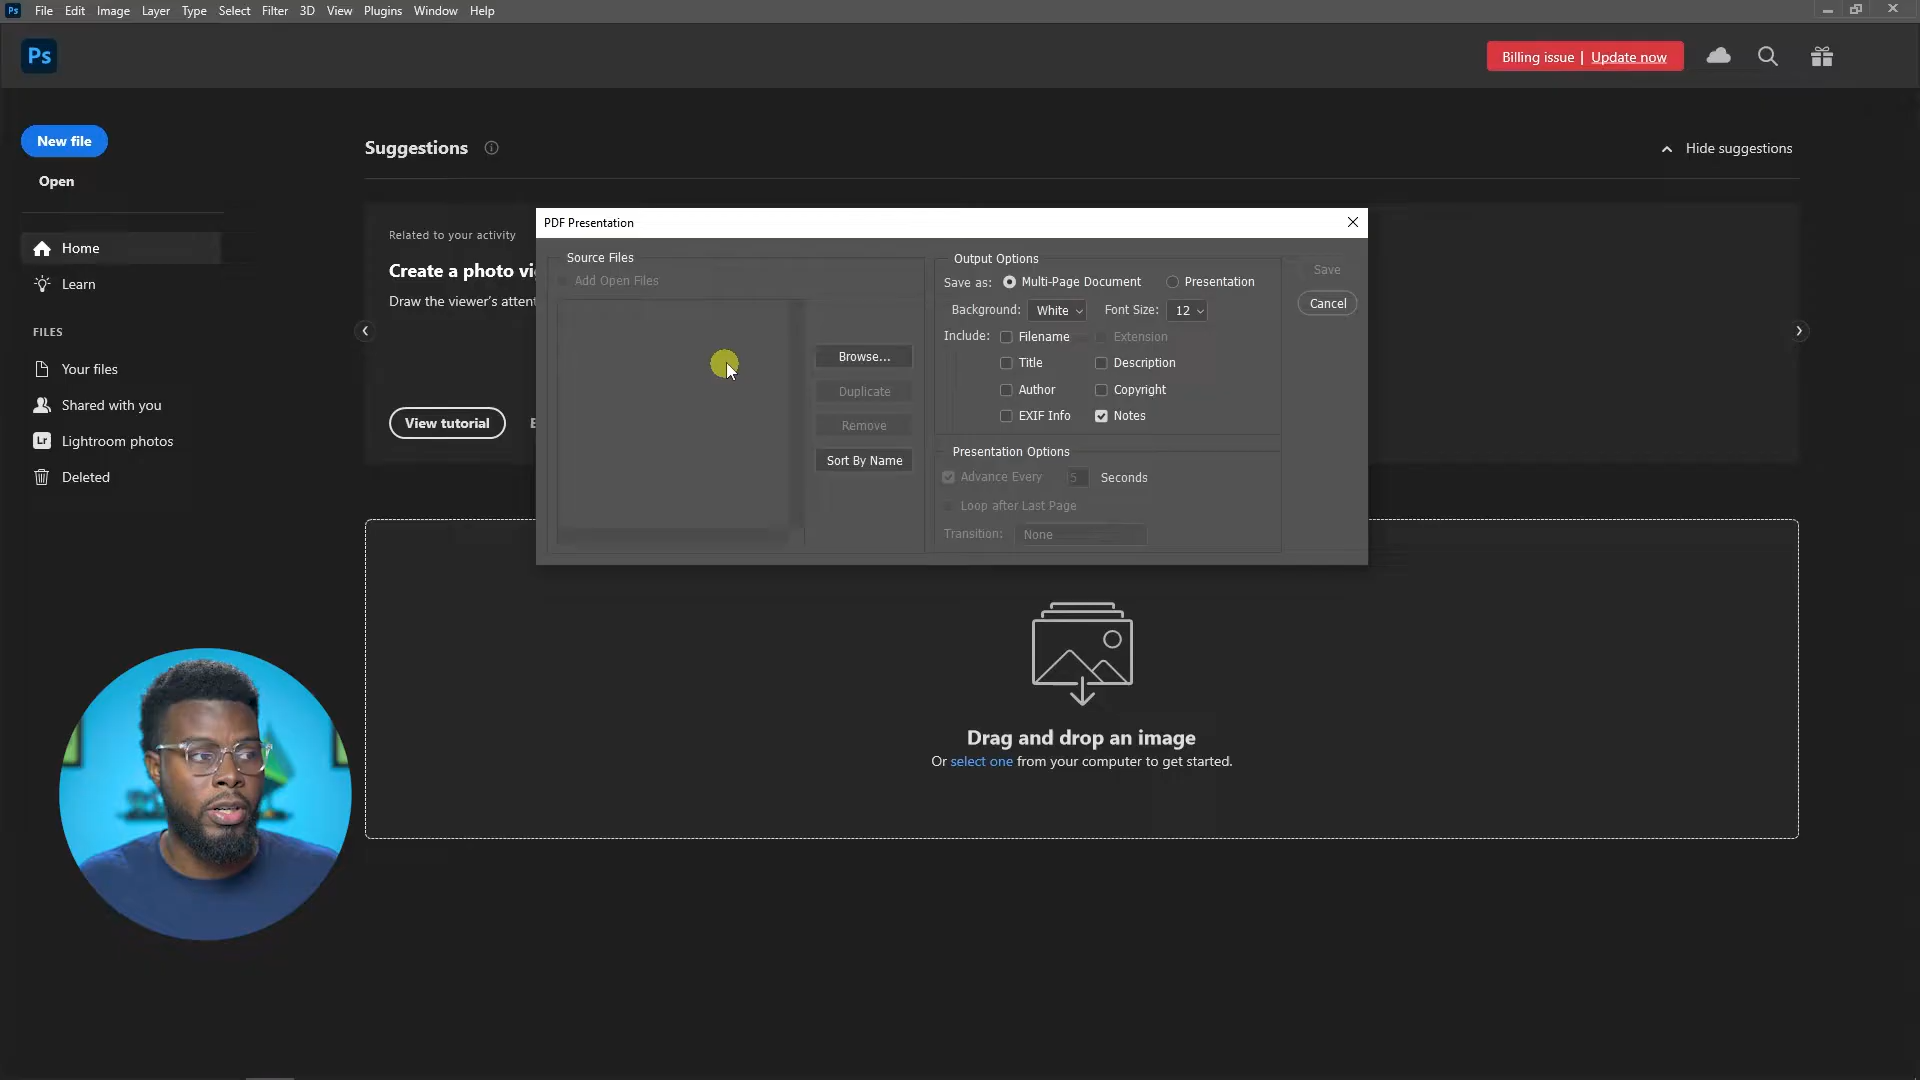 Ps
File Edit Image Layer Type Select Filter 3D View Plugins Window Help
Ps
Billing issue | Update now
New file
Open
Home
Learn
FILES
Your files
Shared with you
Lr Lightroom photos
Deleted
Suggestions
Hide suggestions
Related to your activity
Create a photo vi
Draw the viewer's attent
View tutorial
PDF Presentation
Source Files
Add Open Files
Browse...
Duplicate
Remove
Sort By Name
Output Options
Save as: Multi-Page Document Presentation
Background: White Font Size: 12
Include: Filename Extension
Title Description
Author Copyright
EXIF Info Notes
Presentation Options
Advance Every 5 Seconds
Loop after Last Page
Transition: None
Save
Cancel
Drag and drop an image
Or select one from your computer to get started.